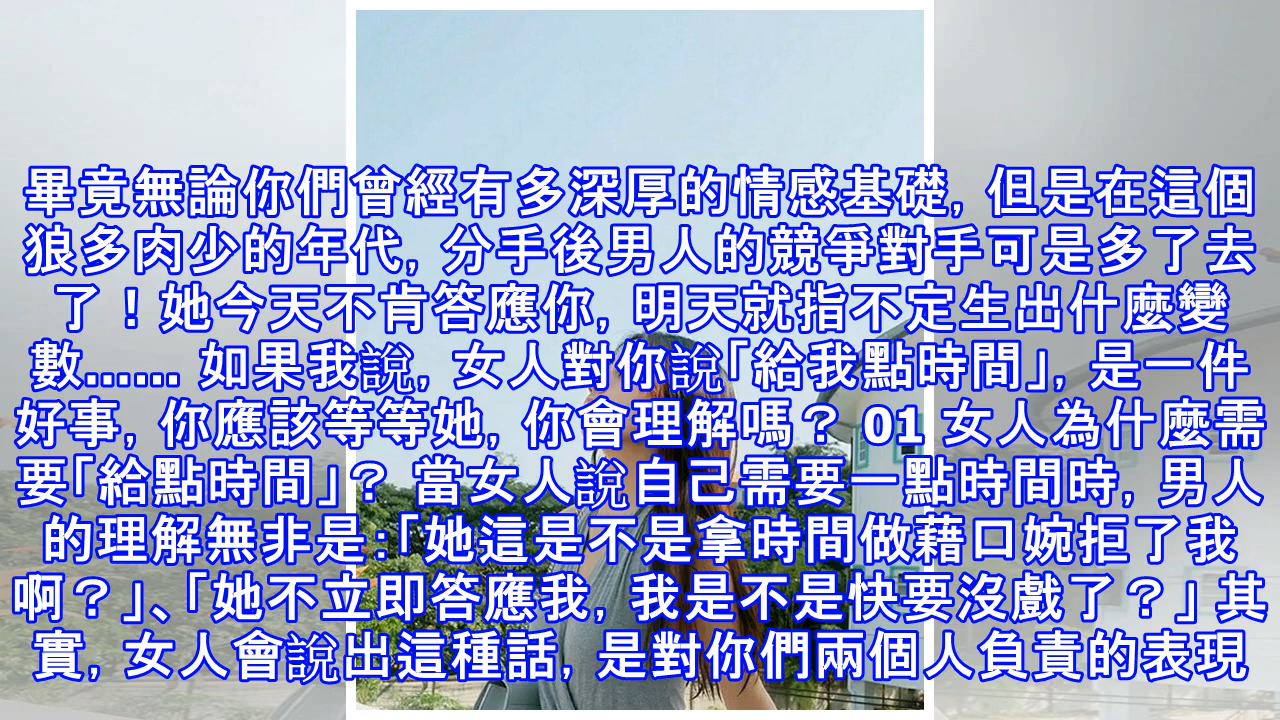 畢竟無論你們曾經有多深厚的情感基礎, 但是在這個
狼多肉少的年代, 分手後男人的競爭對手可是多了去
了！她今天不肯答應你, 明天就指不定生出什麼變
數...... 如果我說, 女人對你說「給我點時間」, 是一件
好事, 你應該等等她, 你會理解嗎？ 01 女人為什麼需
要「給點時間」？ 當女人說自己需要一點時間時, 男人
的理解無非是:「她這是不是拿時間做藉口婉拒了我
啊？」、「她不立即答應我, 我是不是快要沒戲了？」 其
實, 女人會說出這種話, 是對你們兩個人負責的表現